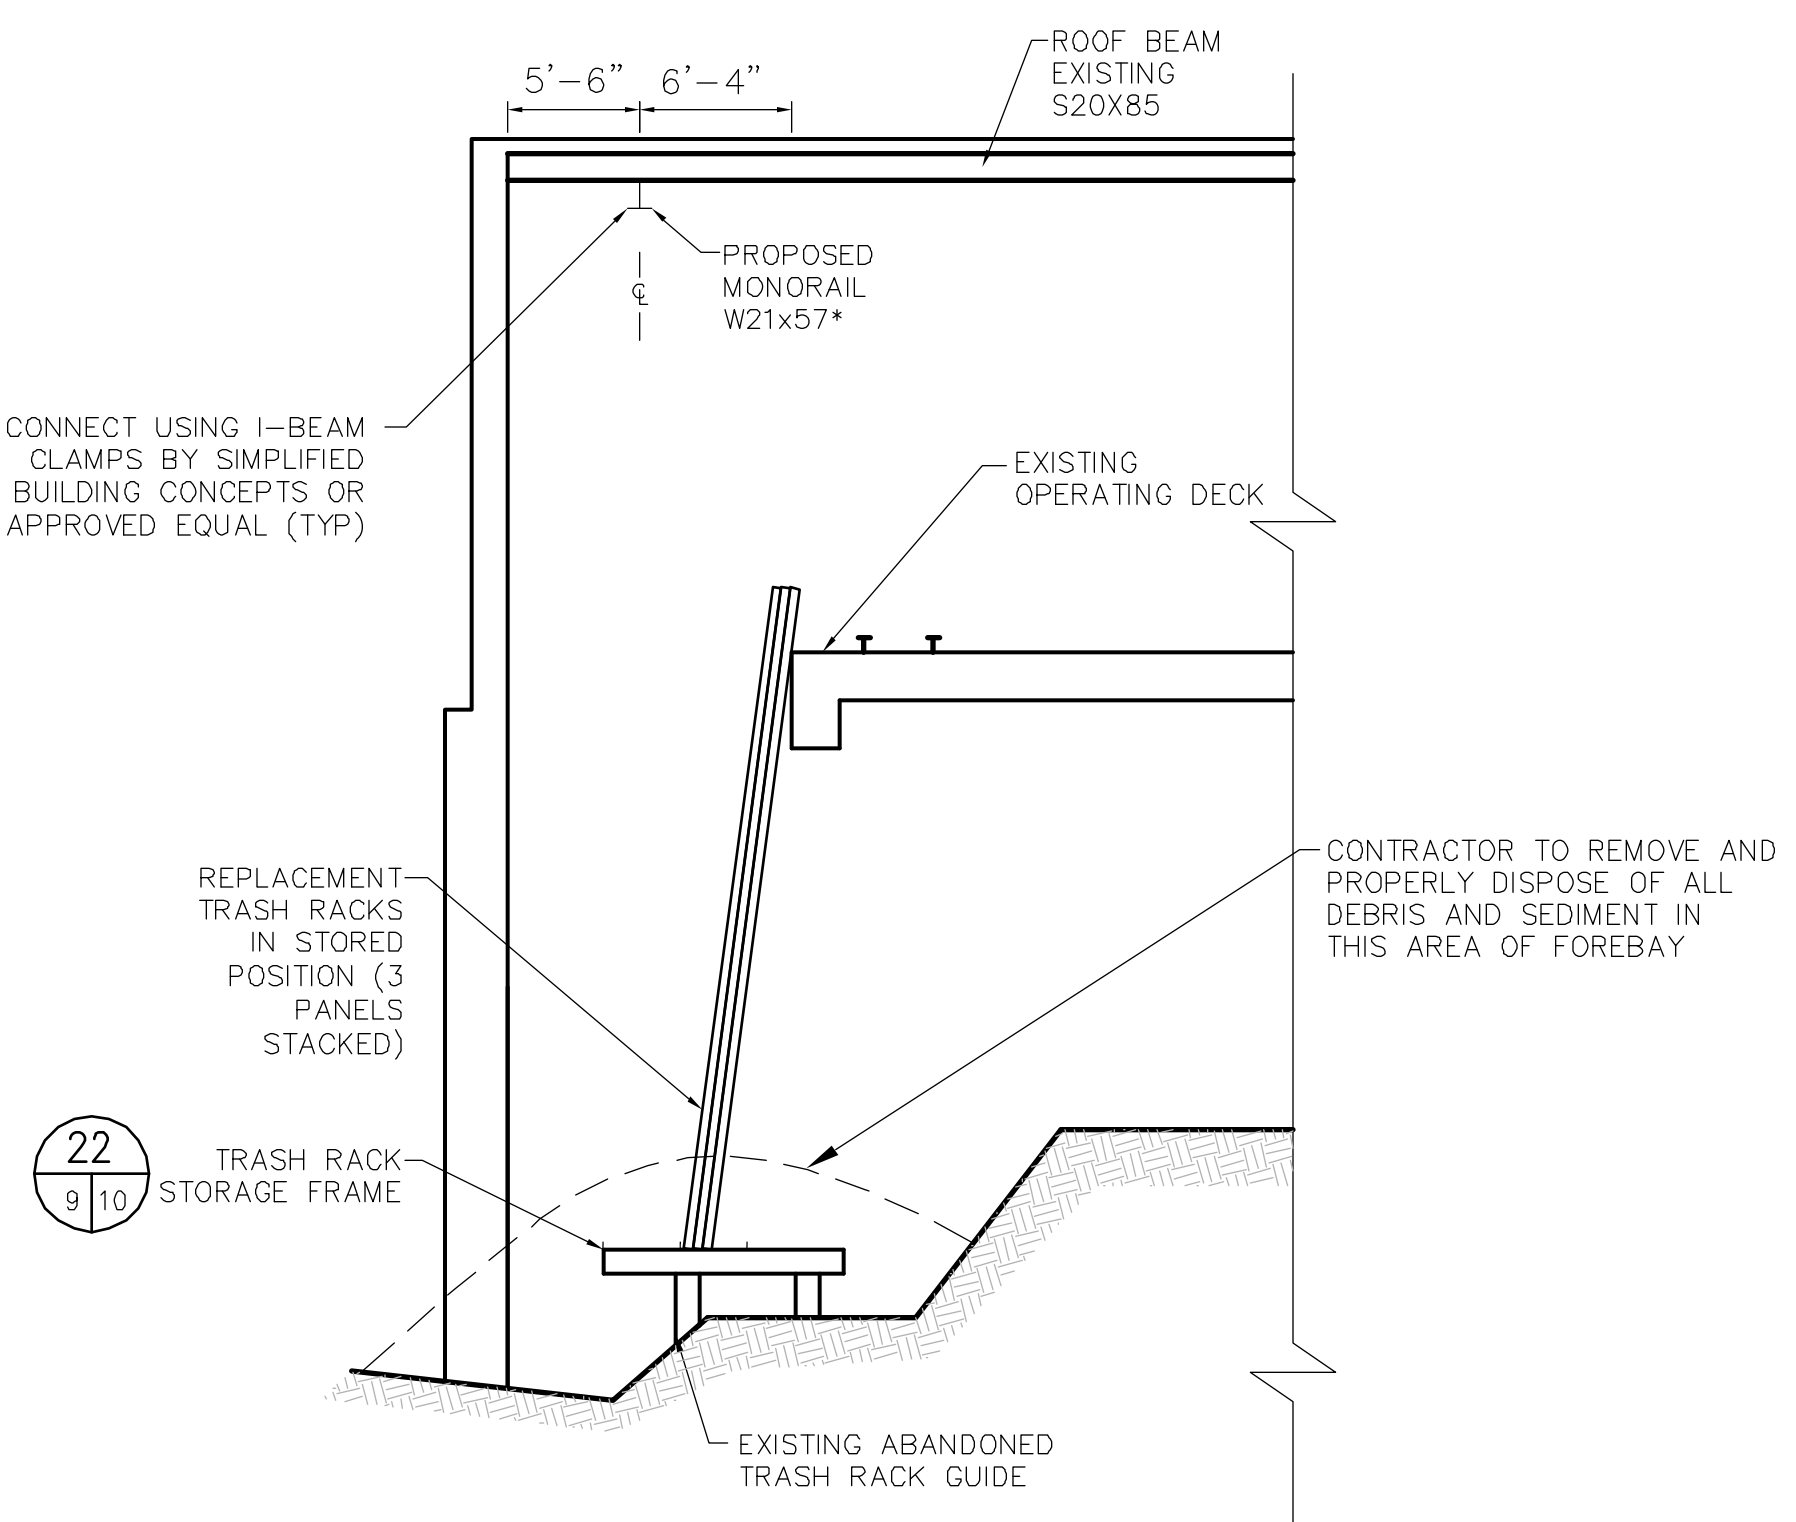 5'-6"
6'-4"
ROOF BEAM
EXISTING
S20X85
PROPOSED
MONORAIL
W21x57*
℄
CONNECT USING I-BEAM
CLAMPS BY SIMPLIFIED
BUILDING CONCEPTS OR
APPROVED EQUAL (TYP)
EXISTING
OPERATING DECK
CONTRACTOR TO REMOVE AND
PROPERLY DISPOSE OF ALL
DEBRIS AND SEDIMENT IN
THIS AREA OF FOREBAY
REPLACEMENT
TRASH RACKS
IN STORED
POSITION (3
PANELS
STACKED)
22
9 10
TRASH RACK
STORAGE FRAME
EXISTING ABANDONED
TRASH RACK GUIDE